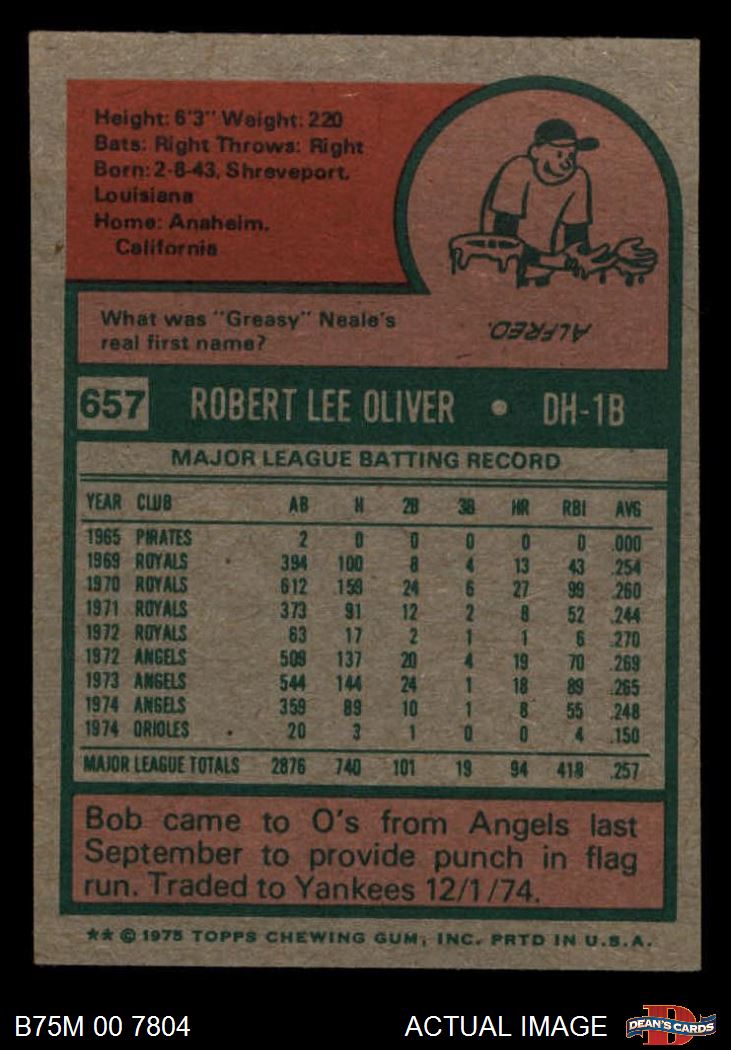 Height: 6'3" Weight: 220
Bats: Right Throws: Right
Born: 2-8-43, Shreveport,
Louisiana
Home: Anaheim,
California
What was "Greasy" Neale's
real first name?
ALFRED.
657 ROBERT LEE OLIVER • DH-1B
MAJOR LEAGUE BATTING RECORD
YEAR CLUB AB H 2B 3B HR RBI AVG
1965 PIRATES 2 0 0 0 0 0 .000
1969 ROYALS 394 100 8 4 13 43 .254
1970 ROYALS 612 159 24 6 27 99 .260
1971 ROYALS 373 91 12 2 8 52 .244
1972 ROYALS 63 17 2 1 1 6 .270
1972 ANGELS 509 137 20 4 19 70 .269
1973 ANGELS 544 144 24 1 18 89 .265
1974 ANGELS 359 89 10 1 8 55 .248
1974 ORIOLES 20 3 1 0 0 4 .150
MAJOR LEAGUE TOTALS 2876 740 101 19 94 418 .257
Bob came to O's from Angels last
September to provide punch in flag
run. Traded to Yankees 12/1/74.
** © 1975 TOPPS CHEWING GUM, INC. PRTD IN U.S.A.
B75M 00 7804 ACTUAL IMAGE DEAN'S CARDS